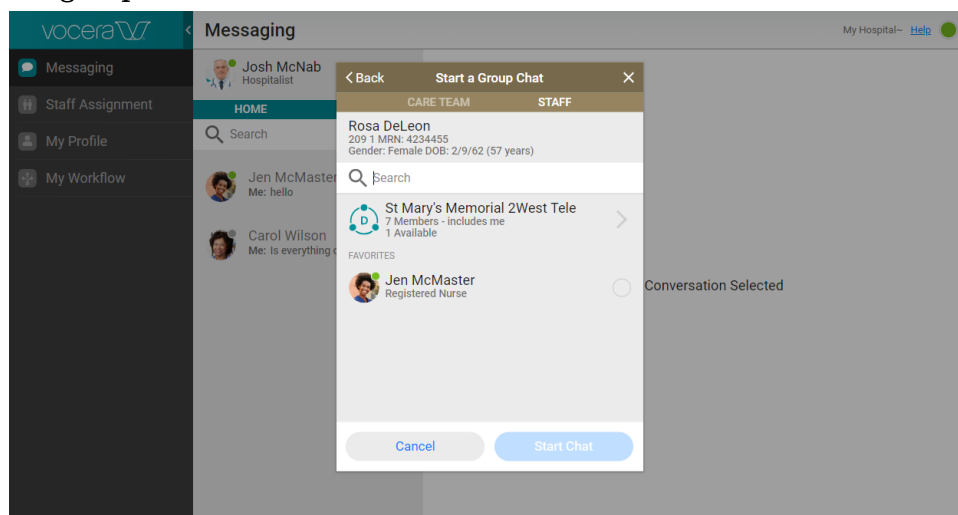 vocera
Messaging
My Hospital~ Help
Messaging
Staff Assignment
My Profile
My Workflow
Josh McNab
Hospitalist
HOME
Search
Jen McMaster
Me: hello
Carol Wilson
Me: Is everything
Back Start a Group Chat
CARE TEAM STAFF
Rosa DeLeon
209 1 MRN: 4234455
Gender: Female DOB: 2/9/62 (57 years)
Search
D
St Mary's Memorial 2West Tele
7 Members - includes me
1 Available
FAVORITES
Jen McMaster
Registered Nurse
Cancel Start Chat
Conversation Selected